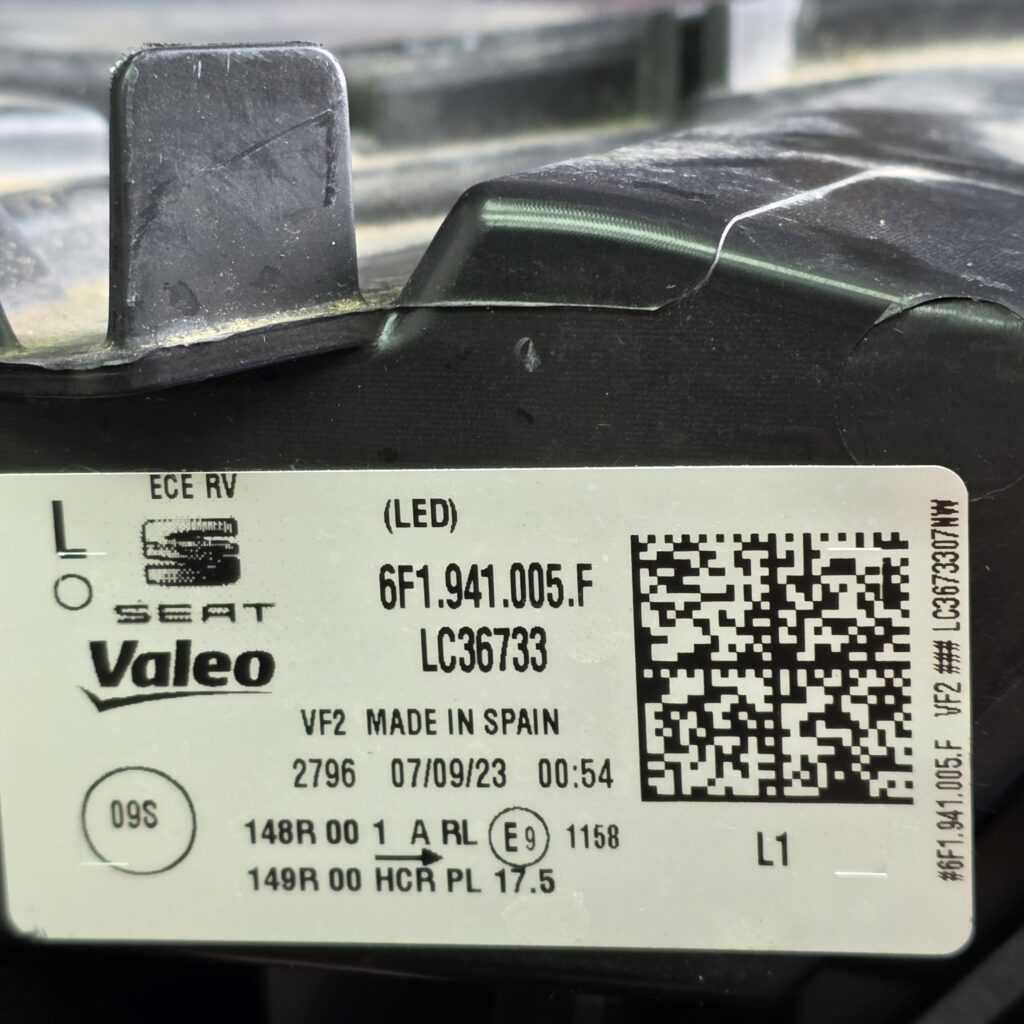 ECE RV
L
O
SEAT
Valeo
(LED)
6F1.941.005.F
LC36733
VF2 MADE IN SPAIN
2796 07/09/23 00:54
09S
148R 00 1 A RL E9 1158
149R 00 HCR PL 17.5
L1
#6F1.941.005.F VF2 ### LC3673307NW